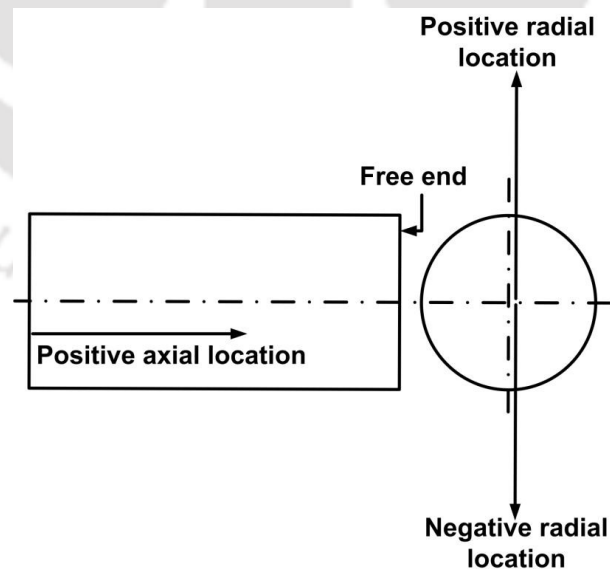 Positive radial
location
Free end
Positive axial location
Negative radial
location